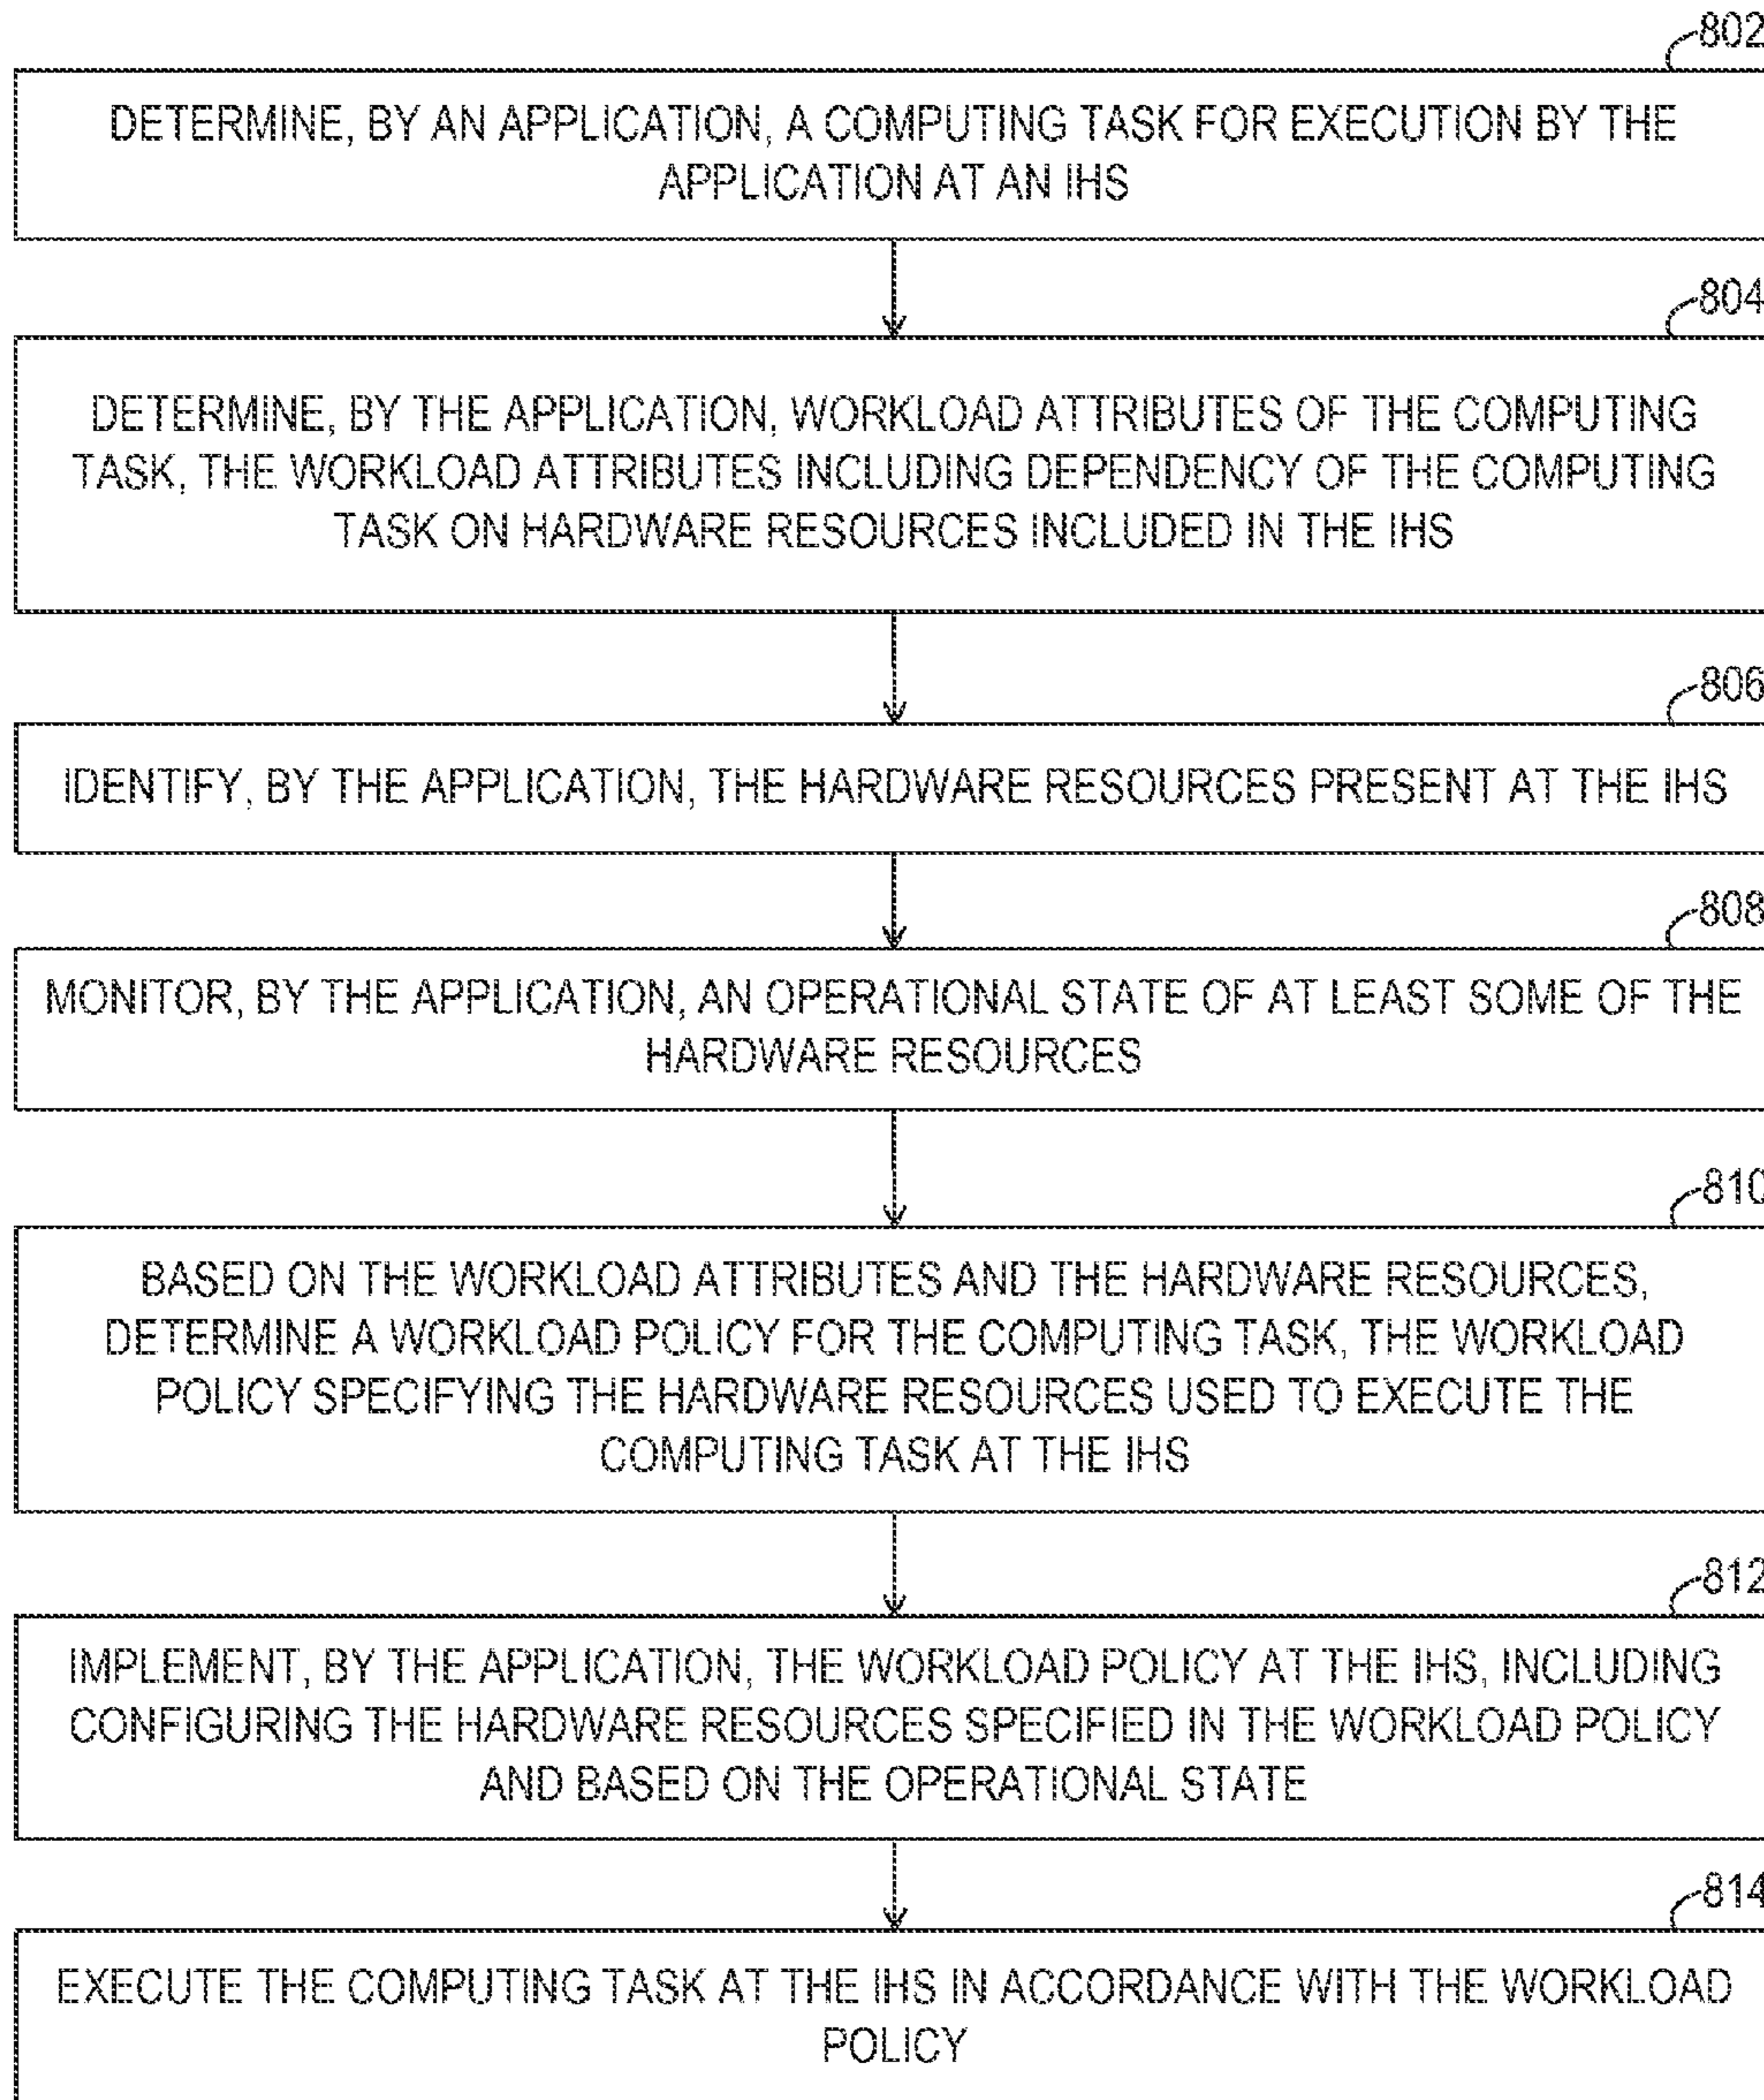 802
DETERMINE, BY AN APPLICATION, A COMPUTING TASK FOR EXECUTION BY THE
APPLICATION AT AN IHS
804
DETERMINE, BY THE APPLICATION, WORKLOAD ATTRIBUTES OF THE COMPUTING
TASK, THE WORKLOAD ATTRIBUTES INCLUDING DEPENDENCY OF THE COMPUTING
TASK ON HARDWARE RESOURCES INCLUDED IN THE IHS
806
IDENTIFY, BY THE APPLICATION, THE HARDWARE RESOURCES PRESENT AT THE IHS
808
MONITOR, BY THE APPLICATION, AN OPERATIONAL STATE OF AT LEAST SOME OF THE
HARDWARE RESOURCES
810
BASED ON THE WORKLOAD ATTRIBUTES AND THE HARDWARE RESOURCES,
DETERMINE A WORKLOAD POLICY FOR THE COMPUTING TASK, THE WORKLOAD
POLICY SPECIFYING THE HARDWARE RESOURCES USED TO EXECUTE THE
COMPUTING TASK AT THE IHS
812
IMPLEMENT, BY THE APPLICATION, THE WORKLOAD POLICY AT THE IHS, INCLUDING
CONFIGURING THE HARDWARE RESOURCES SPECIFIED IN THE WORKLOAD POLICY
AND BASED ON THE OPERATIONAL STATE
814
EXECUTE THE COMPUTING TASK AT THE IHS IN ACCORDANCE WITH THE WORKLOAD
POLICY